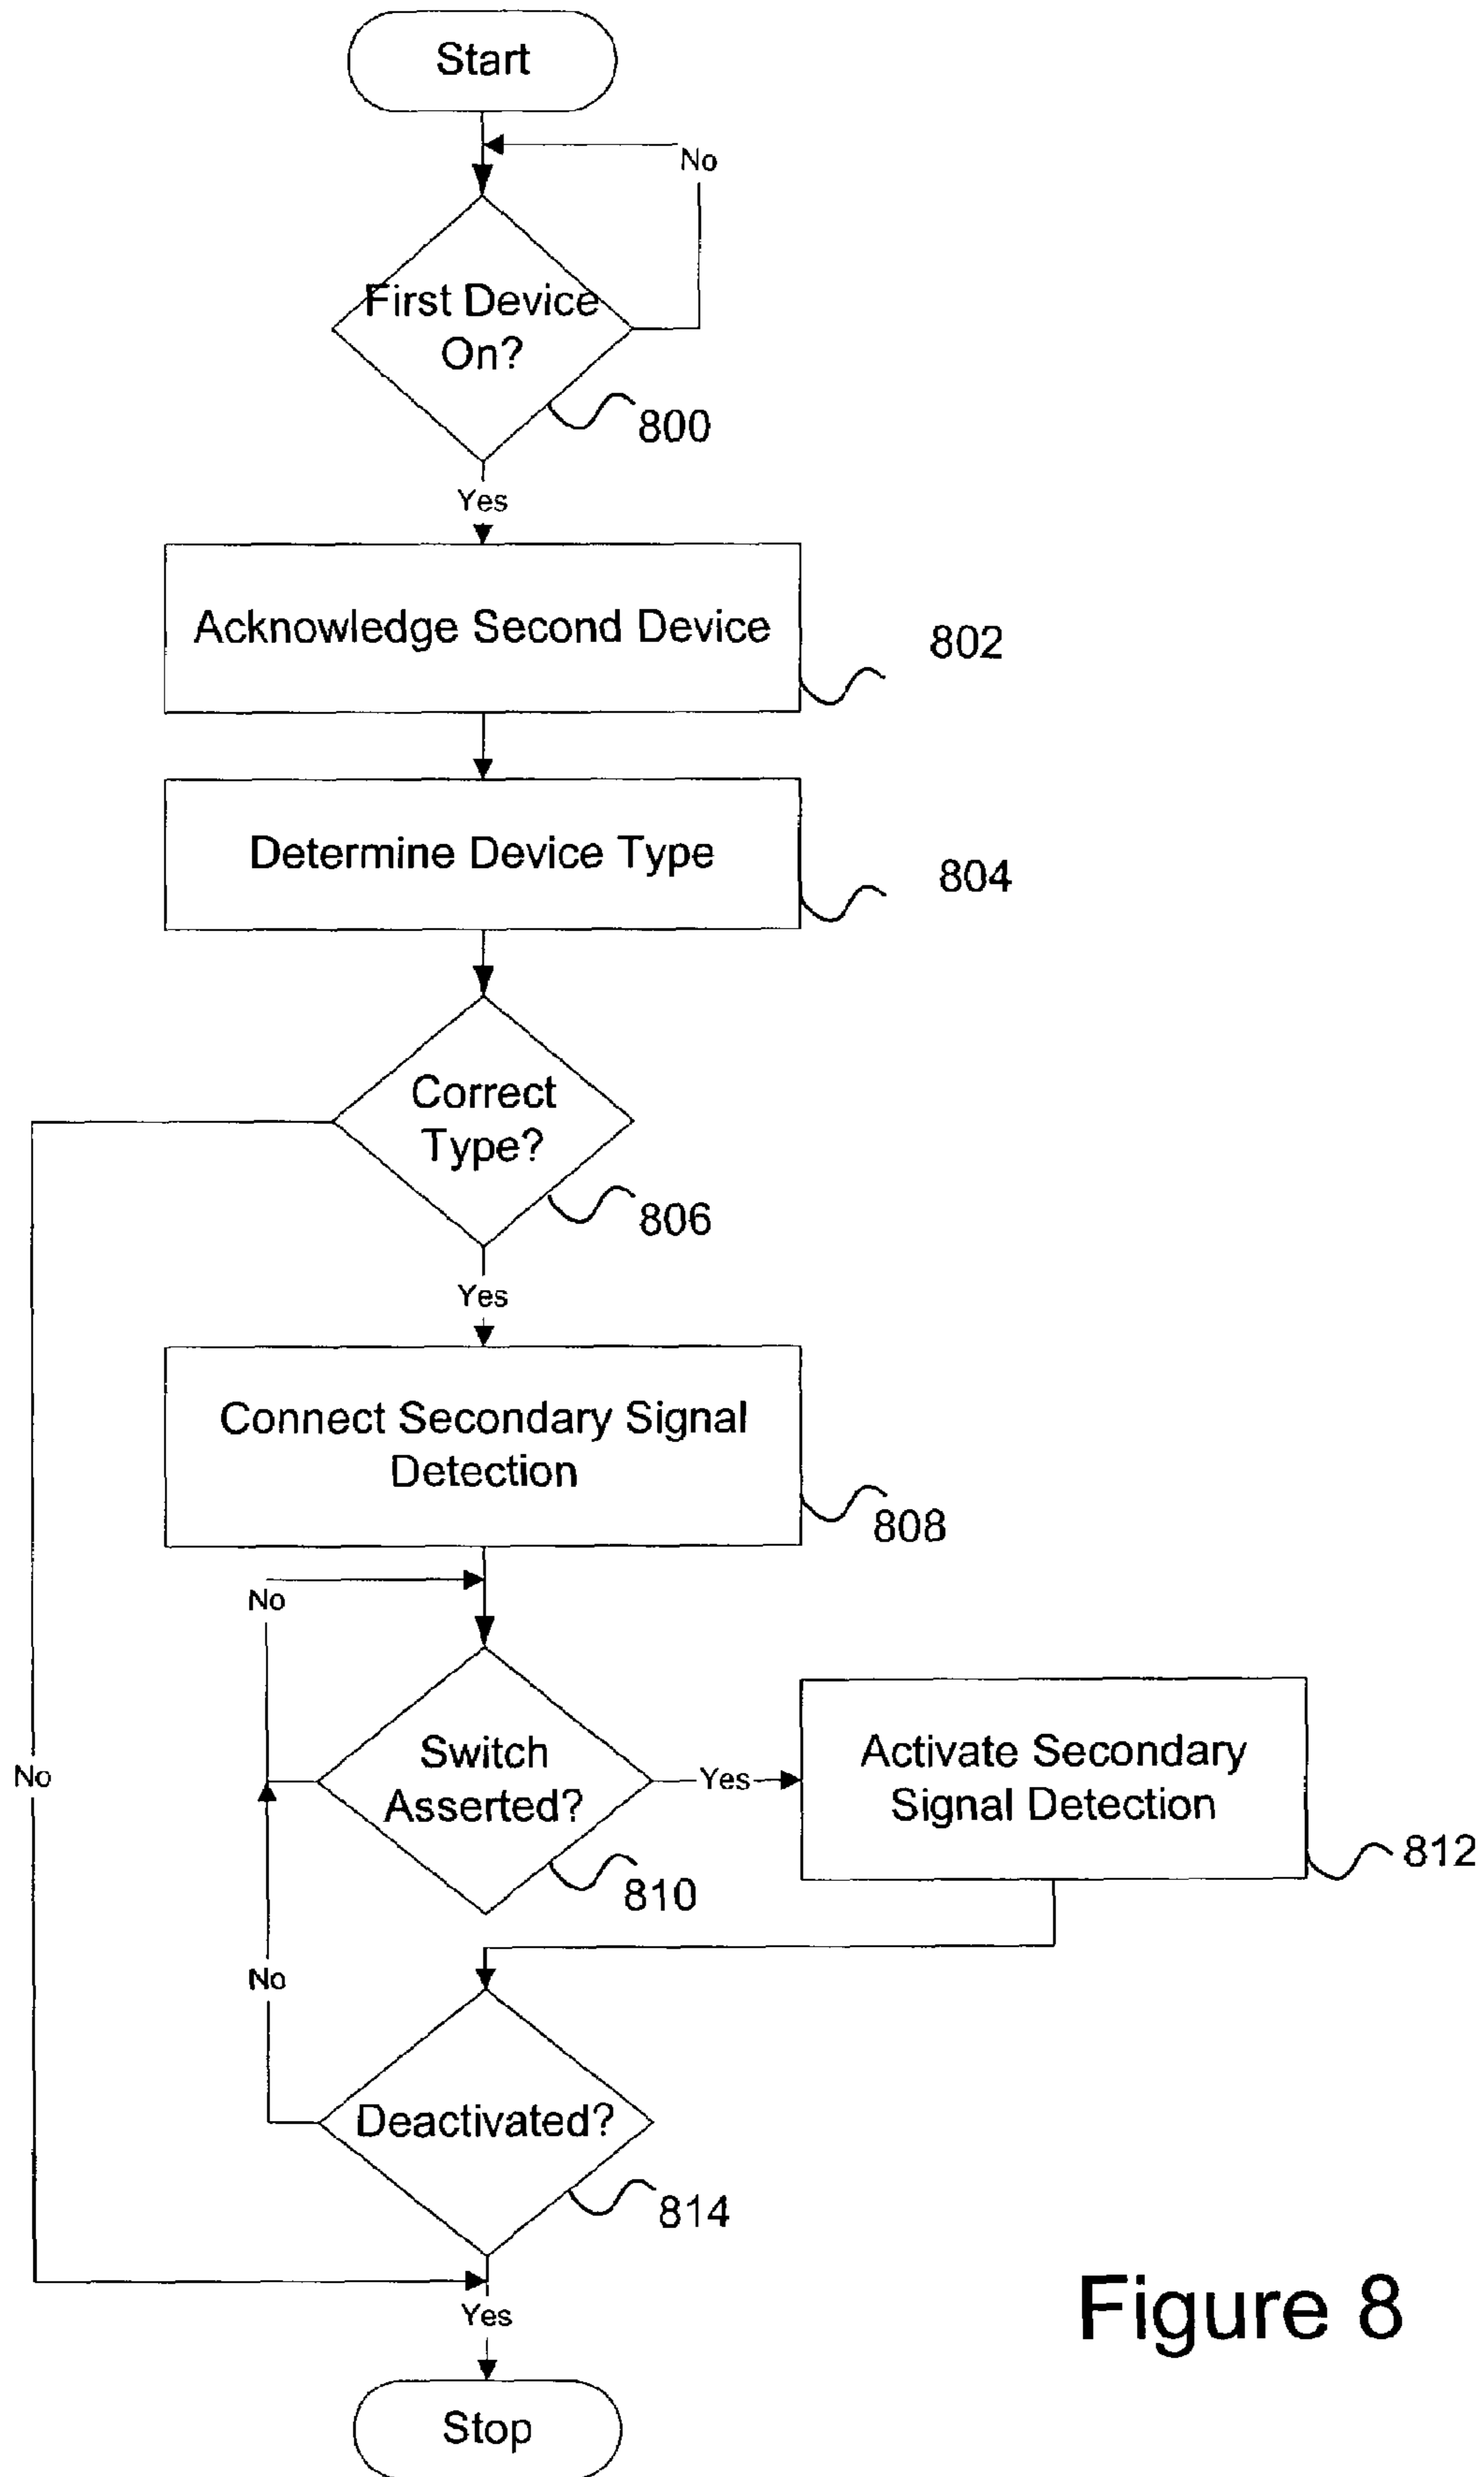 Start
No
First Device
On?
800
Yes
Acknowledge Second Device
802
Determine Device Type
804
Correct
Type?
806
Yes
Connect Secondary Signal
Detection
808
No
Switch
Asserted?
Yes
Activate Secondary
Signal Detection
No
810
812
No
Deactivated?
814
Yes
Figure 8
Stop